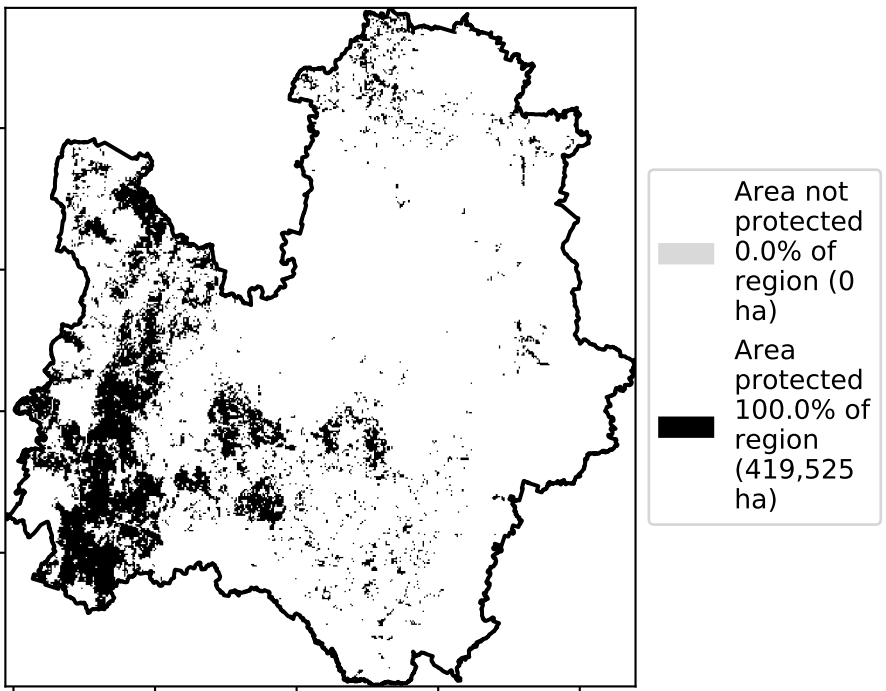 Area not
protected
0.0% of
region (0
ha)
Area
protected
100.0% of
region
(419,525
ha)